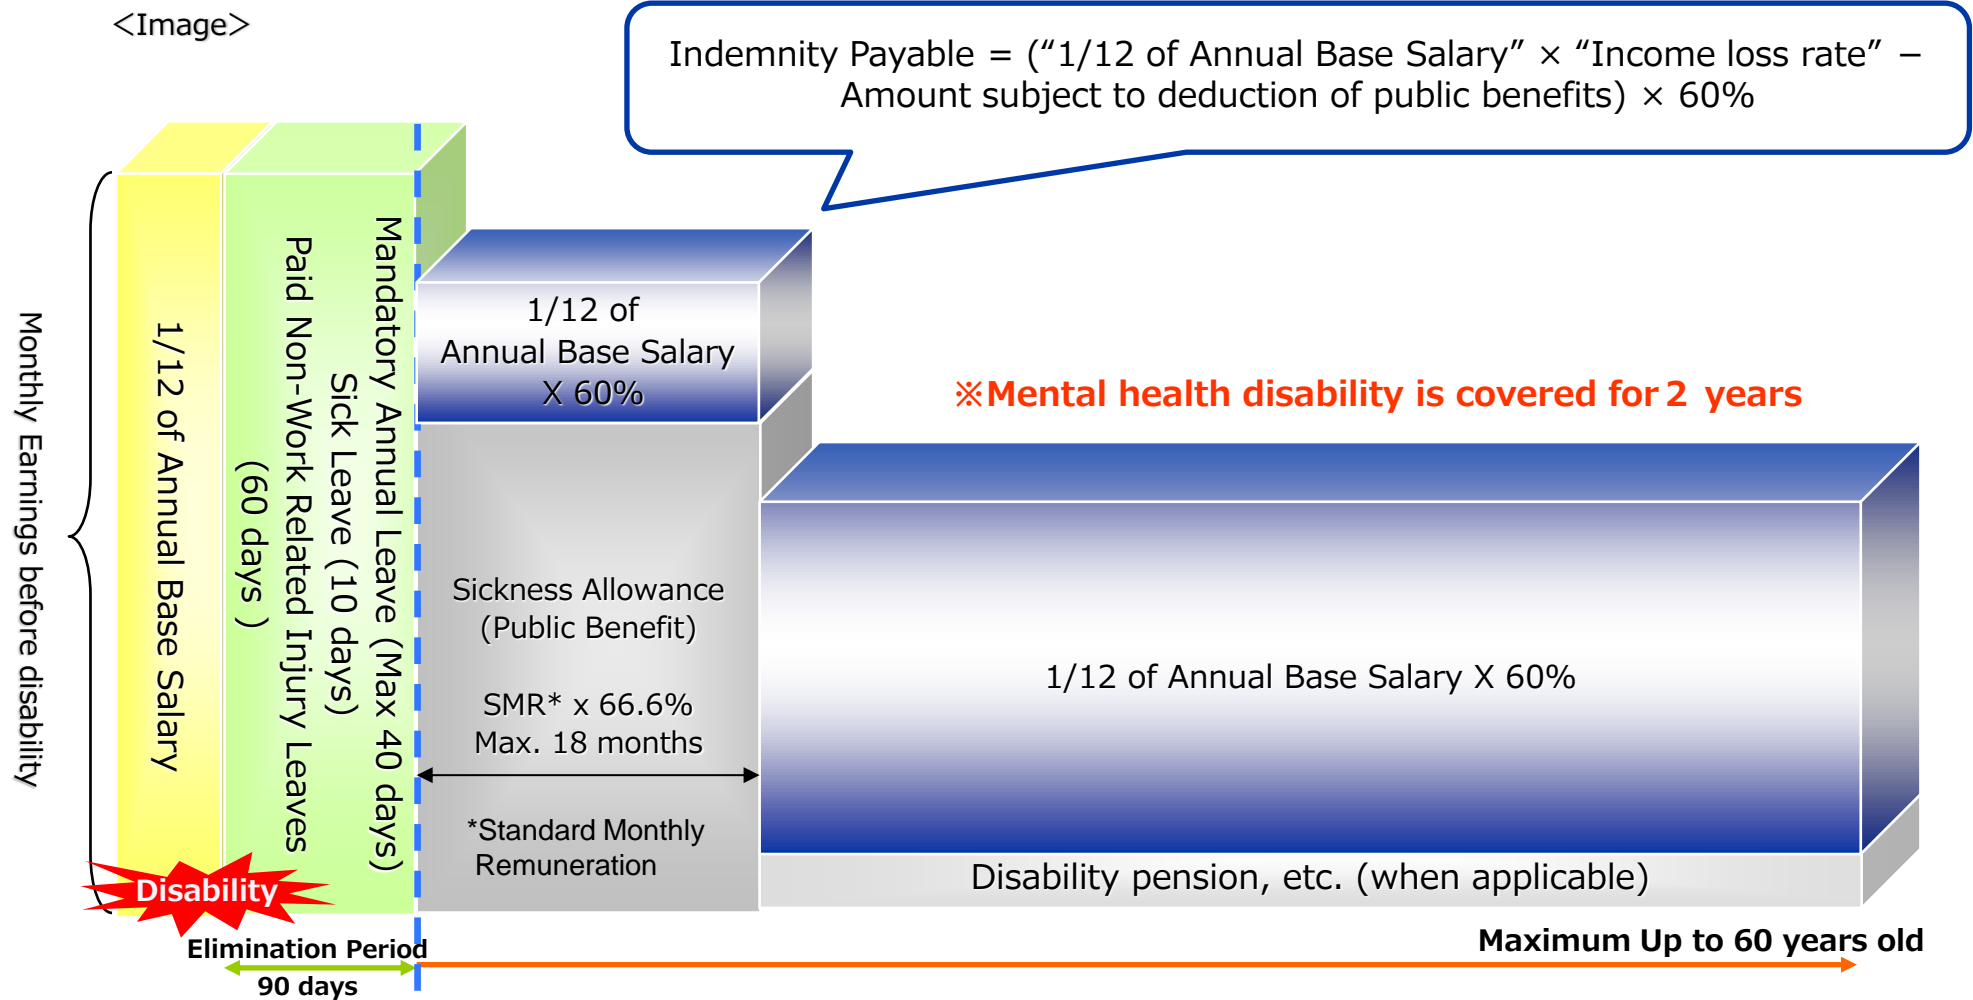 <Image>
Indemnity Payable = (“1/12 of Annual Base Salary” × “Income loss rate” −
Amount subject to deduction of public benefits) × 60%
Monthly Earnings before disability
1/12 of Annual Base Salary
Mandatory Annual Leave (Max 40 days)
Sick Leave (10 days)
Paid Non-Work Related Injury Leaves
(60 days )
1/12 of
Annual Base Salary
X 60%
※Mental health disability is covered for 2 years
Sickness Allowance
(Public Benefit)
SMR* x 66.6%
Max. 18 months
*Standard Monthly
Remuneration
1/12 of Annual Base Salary X 60%
Disability pension, etc. (when applicable)
Disability
Elimination Period
90 days
Maximum Up to 60 years old